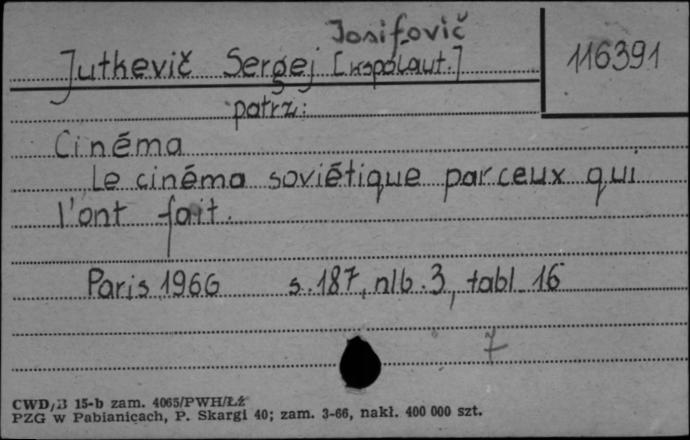 Josifovič
Jutkevič Sergej [współaut.]
116391
patrz:
Cinéma
Le cinéma soviétique par ceux qui
l'ont fait.
Paris 1966 s. 187, nlb. 3, tabl. 16
7
CWD/B 15-b zam. 4065/PWH/ŁŹ
PZG w Pabianicach, P. Skargi 40; zam. 3-66, nakł. 400 000 szt.